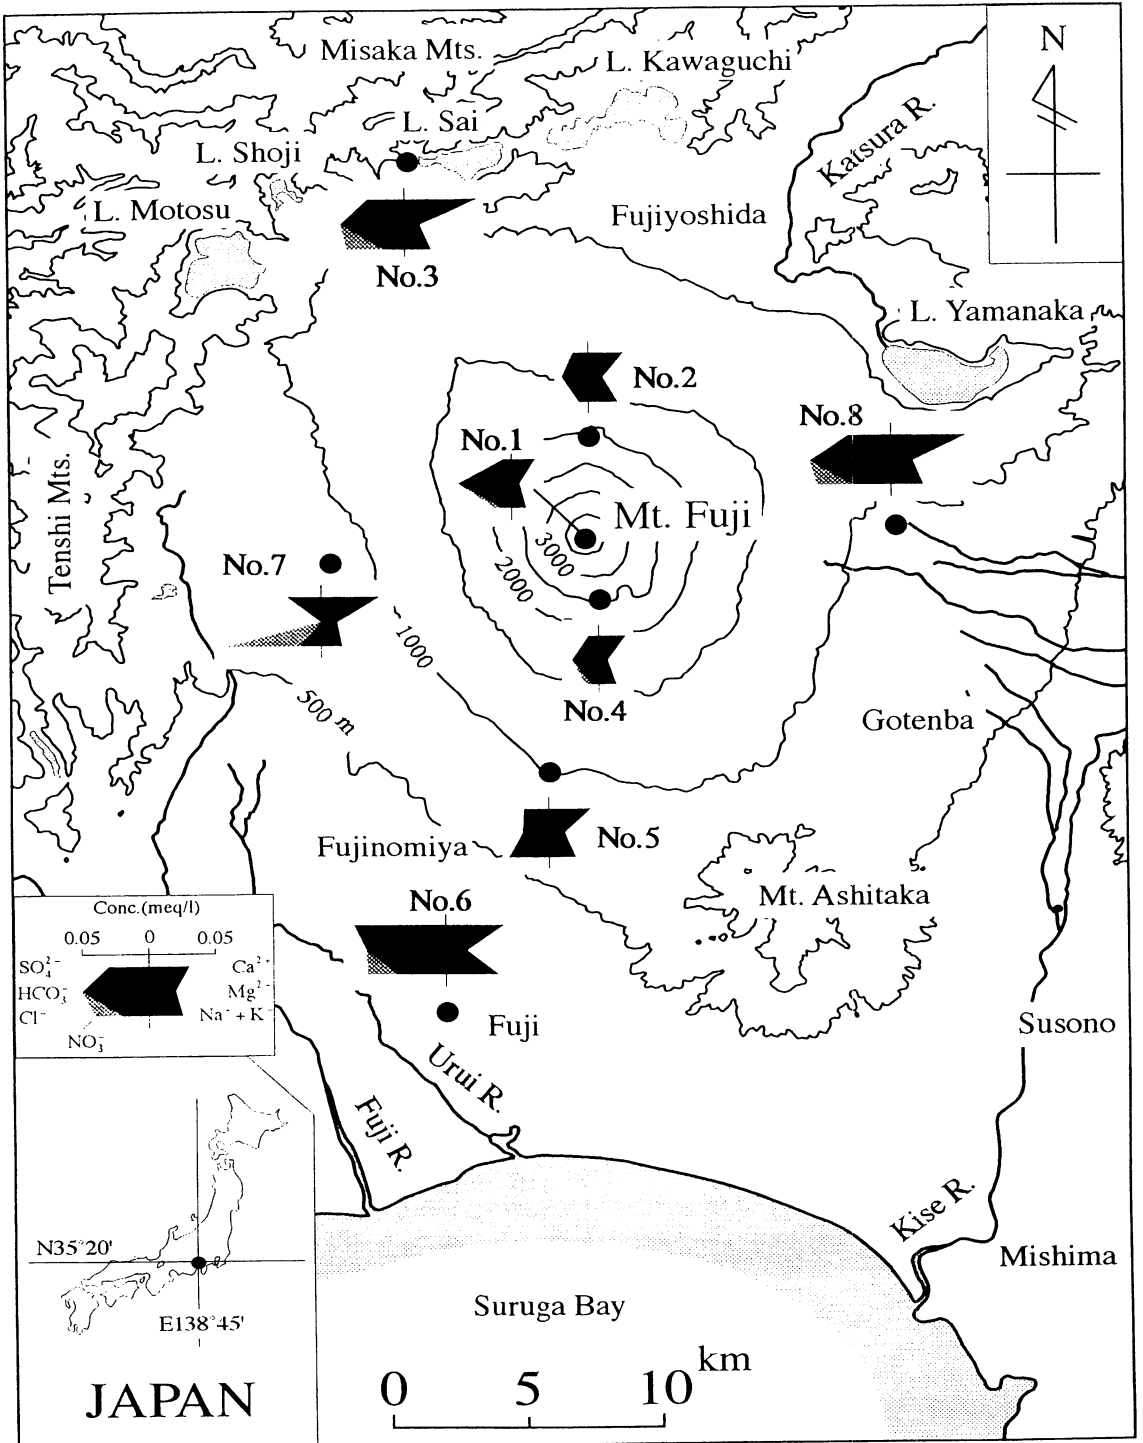 Misaka Mts.
L. Kawaguchi
N
L. Sai
Katsura R.
L. Shoji
L. Motosu
Fujiyoshida
No.3
L. Yamanaka
No.2
No.8
No.1
Tenshi Mts.
Mt. Fuji
3000
No.7
2000
1000
500 m
No.4
Gotenba
Fujinomiya
No.5
Mt. Ashitaka
No.6
Conc.(meq/l)
0.05 0 0.05
SO₄²⁻ Ca²⁺
HCO₃⁻ Mg²⁻
Cl⁻ Na⁺ + K⁻
NO₃⁻
Fuji
Susono
Urui R.
Fuji R.
Kise R.
N35°20'
Mishima
E138°45'
Suruga Bay
JAPAN
km
0 5 10